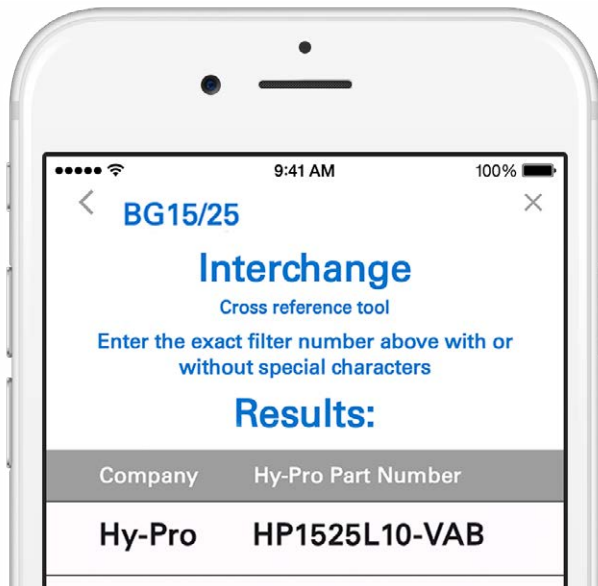 9:41 AM 100%
BG15/25
Interchange
Cross reference tool
Enter the exact filter number above with or
without special characters
Results:
Company Hy-Pro Part Number
Hy-Pro HP1525L10-VAB